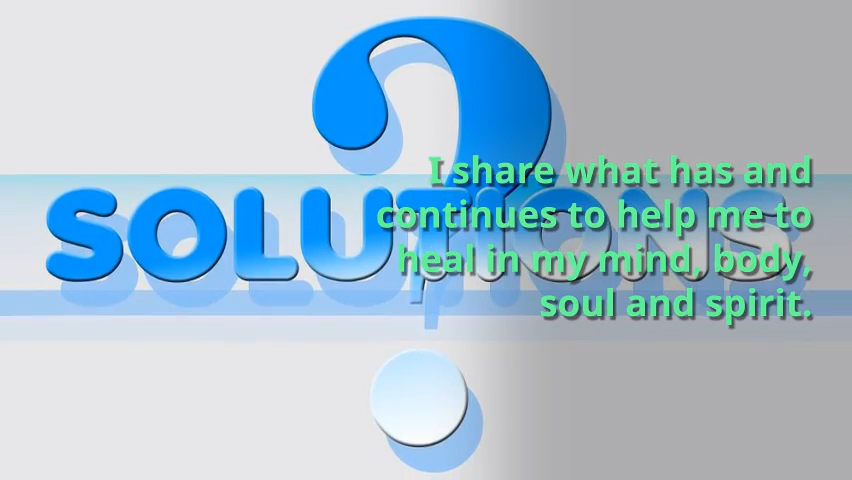 SOLUTiONS
I share what has and
continues to help me to
heal in my mind, body,
soul and spirit.